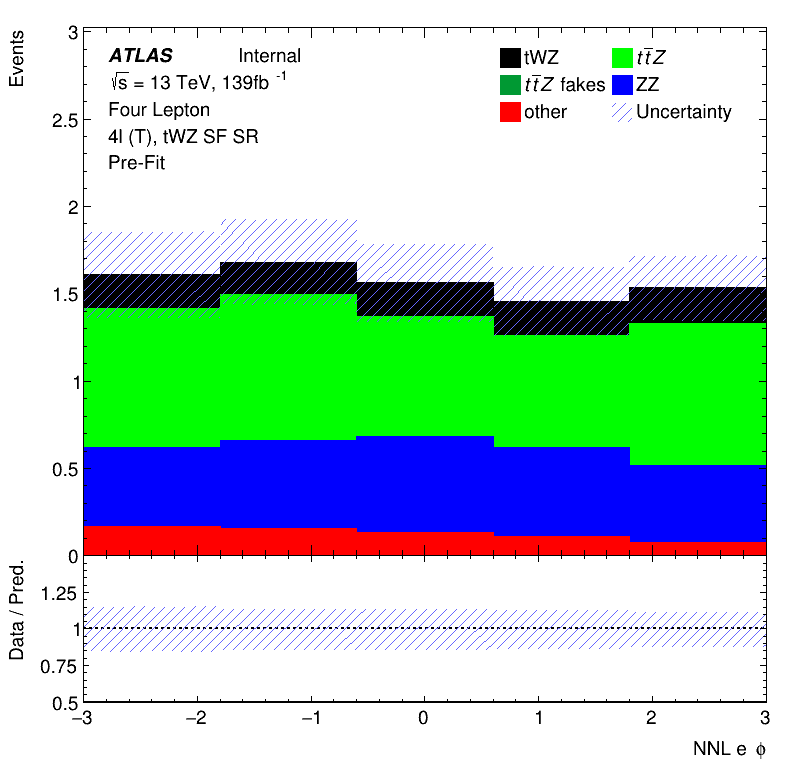 Events
3
2.5
2
1.5
1
0.5
0
ATLAS Internal
√s = 13 TeV, 139fb -1
Four Lepton
4l (T), tWZ SF SR
Pre-Fit
tWZ
tt̄Z
tt̄Z fakes
ZZ
other
Uncertainty
Data / Pred.
1.25
1
0.75
0.5
−3 −2 −1 0 1 2 3
NNL e ϕ